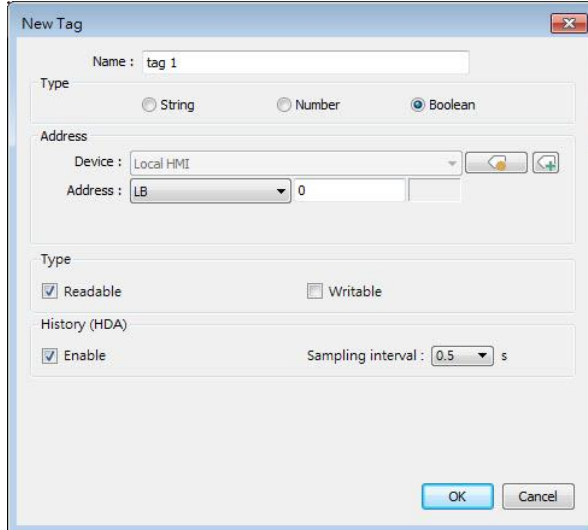 New Tag
Name : tag 1
Type
String Number Boolean
Address
Device : Local HMI
Address : LB 0
Type
Readable Writable
History (HDA)
Enable Sampling interval : 0.5 s
OK Cancel